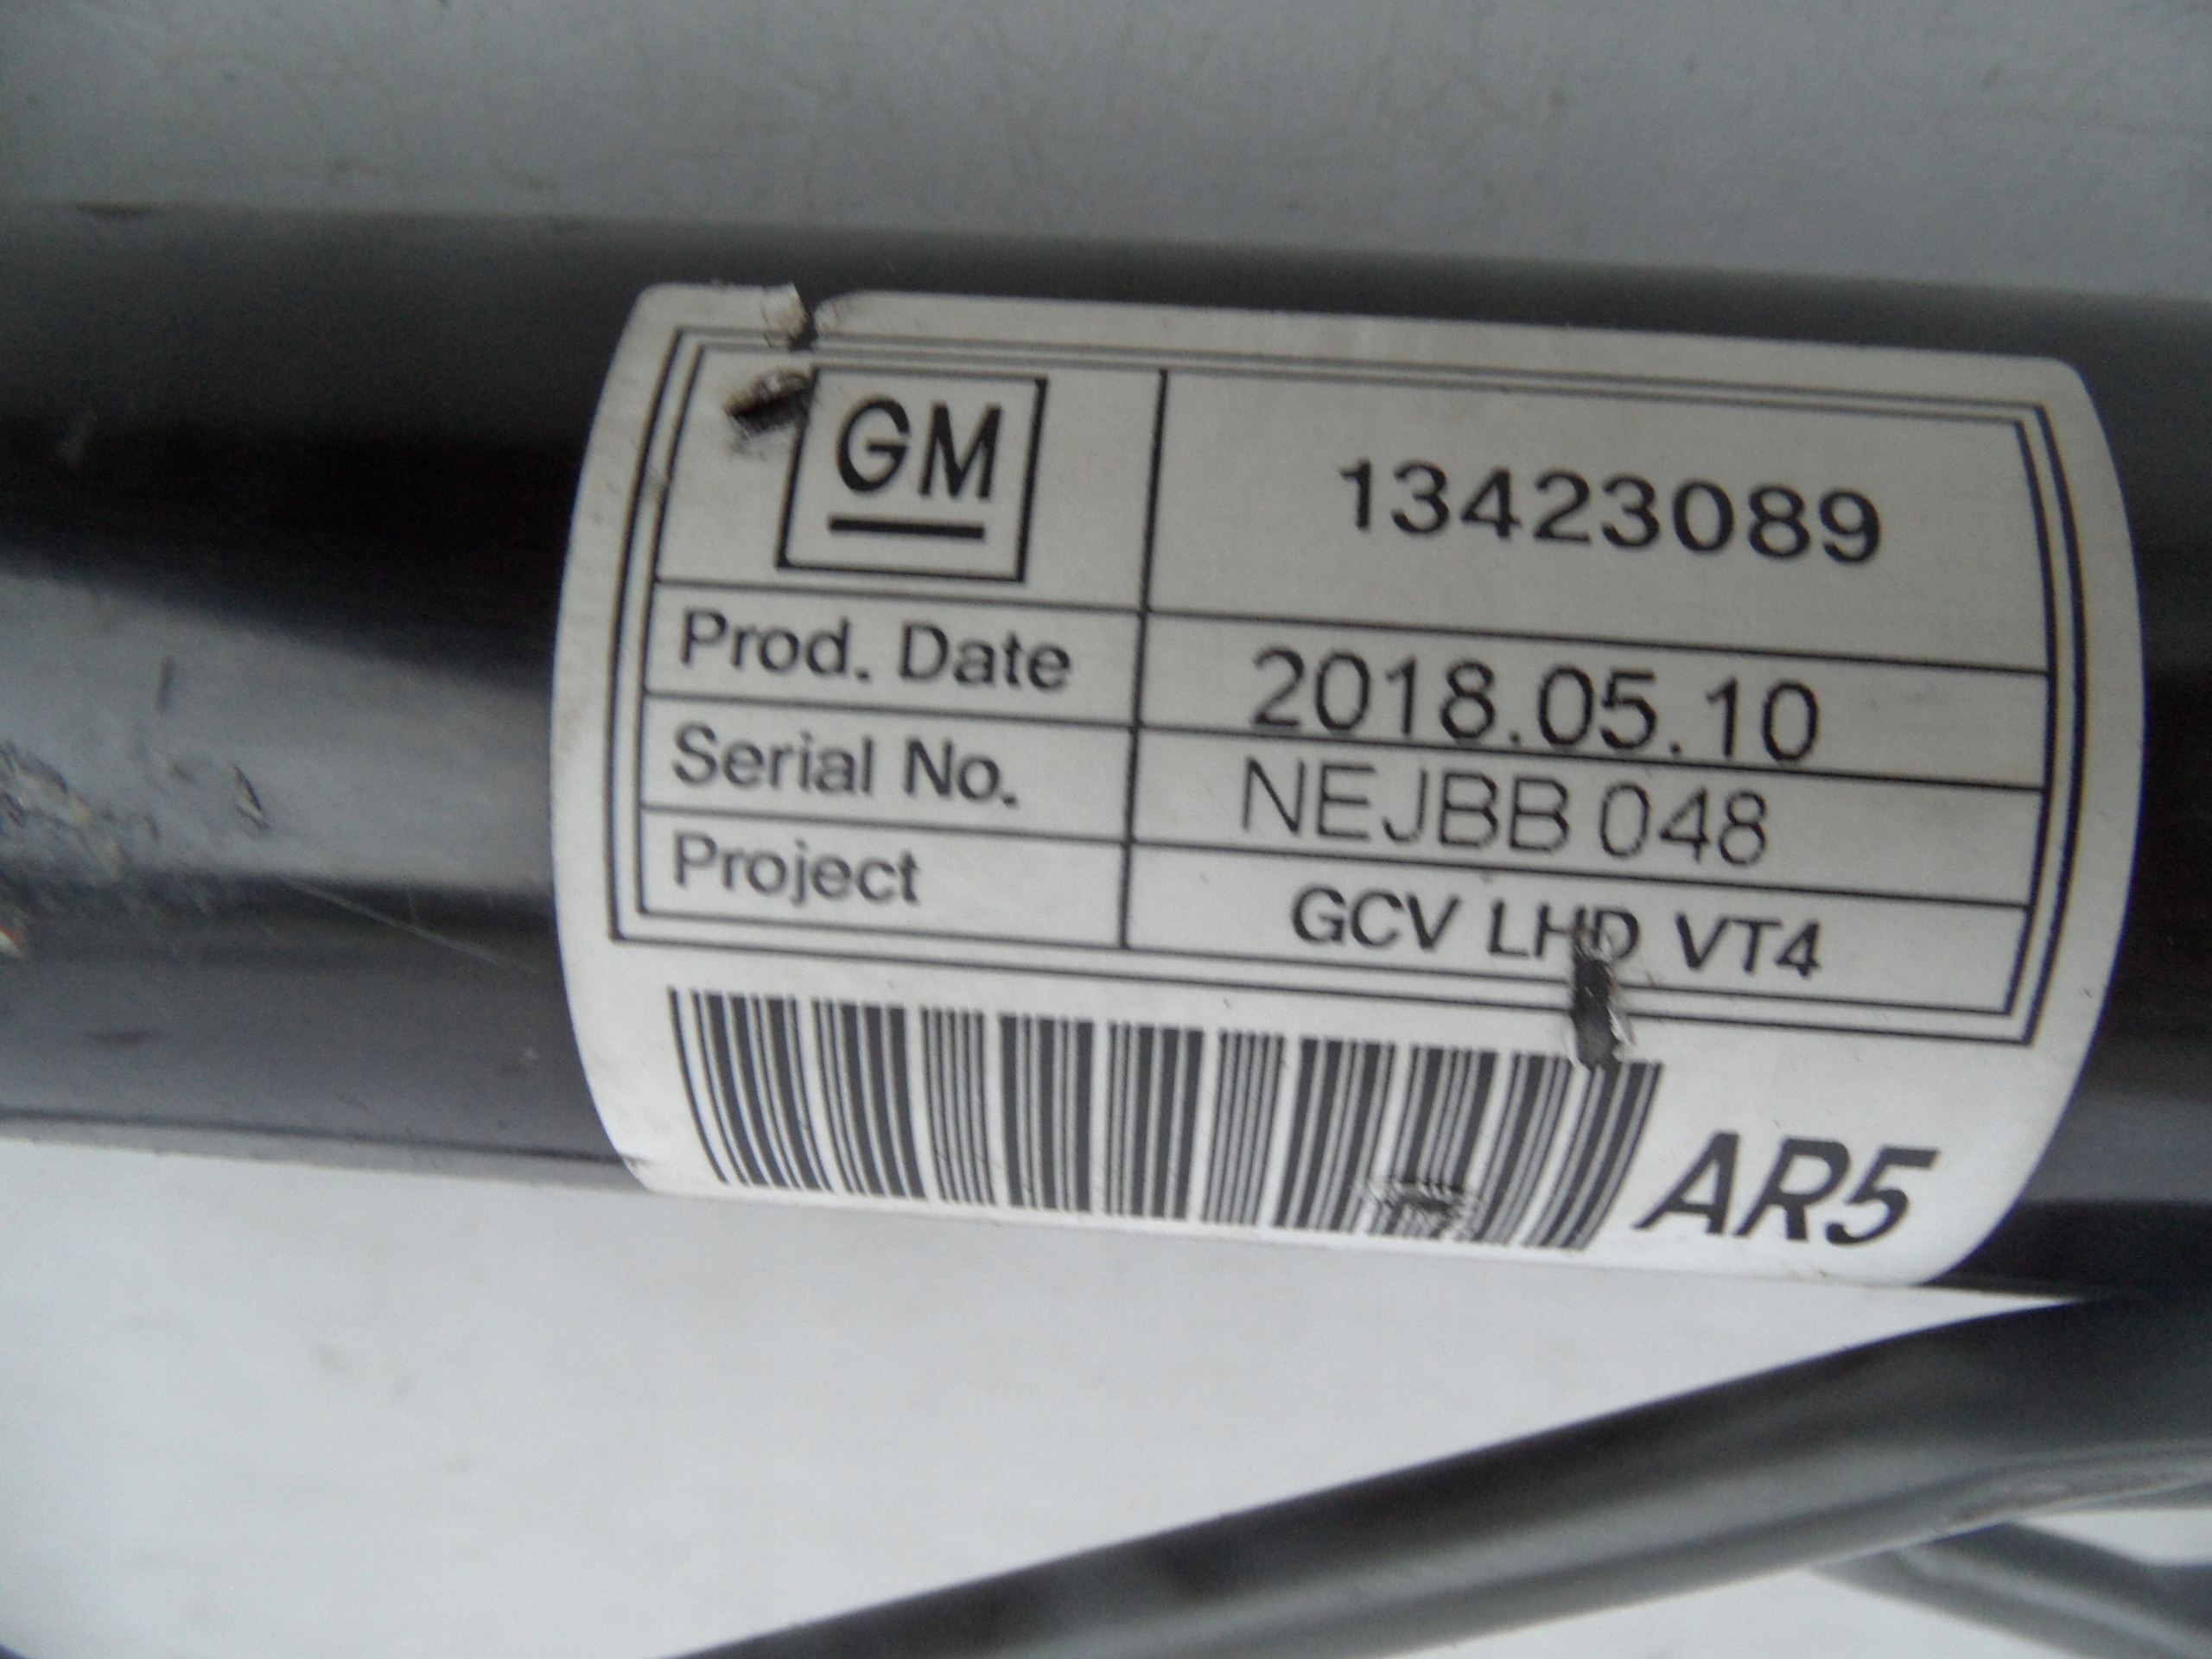 GM 13423089
Prod. Date 2018.05.10
Serial No. NEJBB 048
Project GCV LHD VT4
AR5